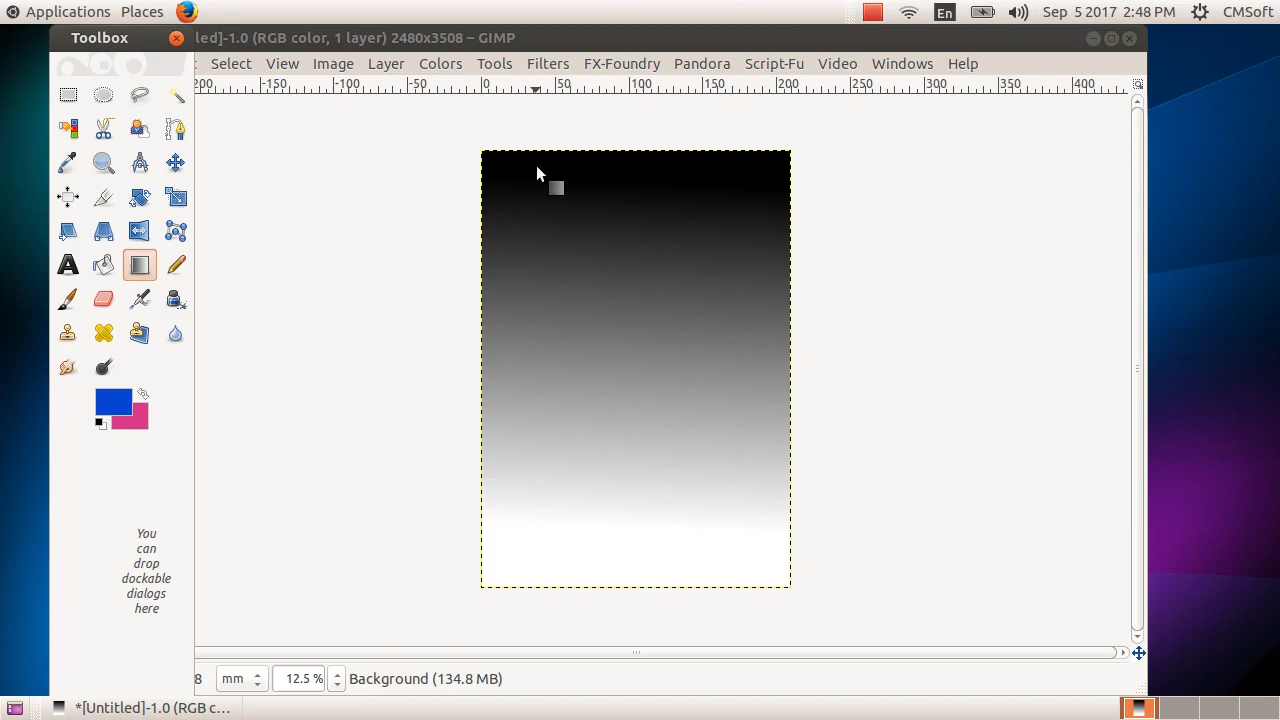 Applications Places En Sep 5 2017 2:48 PM CMSoft
Toolbox led]-1.0 (RGB color, 1 layer) 2480x3508 – GIMP
Select View Image Layer Colors Tools Filters FX-Foundry Pandora Script-Fu Video Windows Help
200 -150 -100 -50 0 50 100 150 200 250 300 350 400
A
You
can
drop
dockable
dialogs
here
8 mm 12.5 % Background (134.8 MB)
*[Untitled]-1.0 (RGB c...